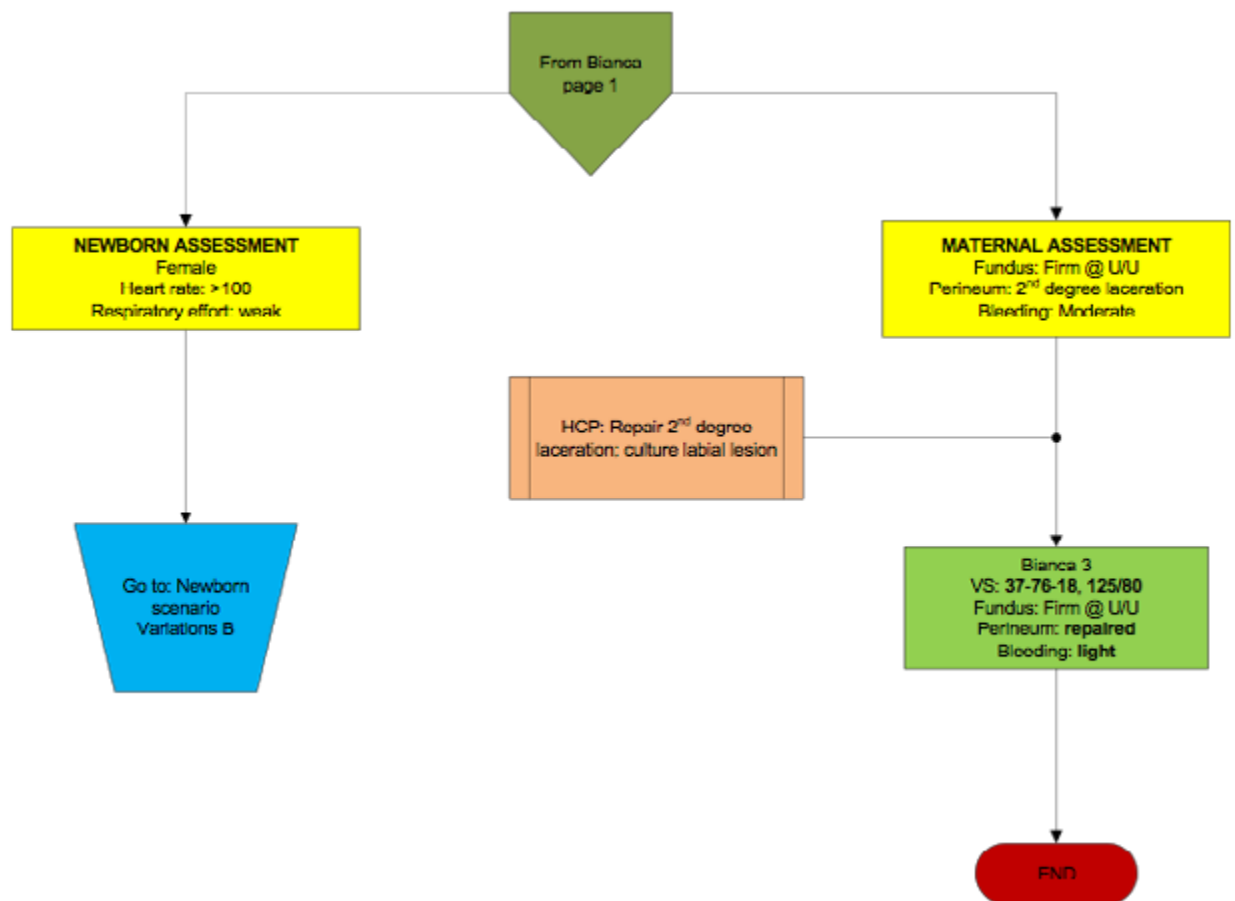 From Bianca
page 1
NEWBORN ASSESSMENT
Female
Heart rate: >100
Respiratory effort: weak
MATERNAL ASSESSMENT
Fundus: Firm @ U/U
Perineum: 2nd degree laceration
Bleeding: Moderate
HCP: Repair 2nd degree
laceration: culture labial lesion
Go to: Newborn
scenario
Variations B
Bianca 3
VS: 37-76-18, 125/80
Fundus: Firm @ U/U
Perineum: repaired
Bleeding: light
END